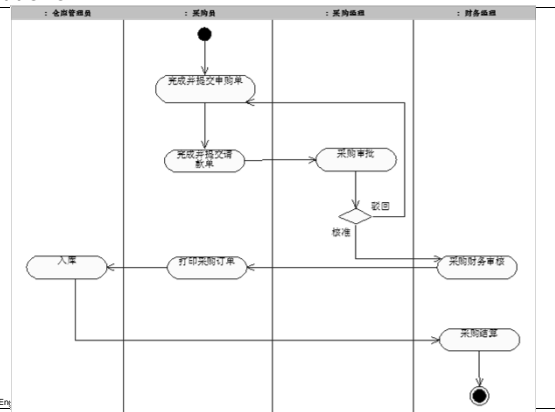 : 仓库管理员
: 采购员
: 采购经理
: 财务经理
完成并提交申购单
完成并提交请
款单
采购审批
驳回
核准
入库
打印采购订单
采购财务审核
采购结算
Eng